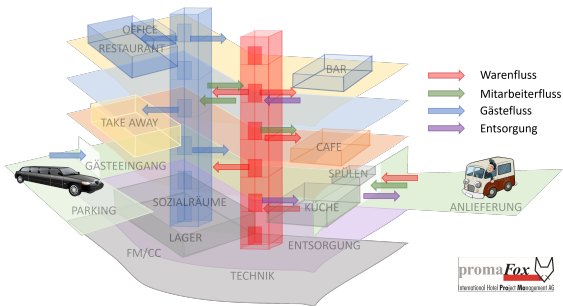 OFFICE
RESTAURANT
BAR
Warenfluss
Mitarbeiterfluss
Gästefluss
Entsorgung
TAKE AWAY
CAFE
GÄSTEEINGANG
SPÜLEN
PARKING
SOZIALRÄUME
KÜCHE
ANLIEFERUNG
LAGER
ENTSORGUNG
FM/CC
TECHNIK
promaFox
International Hotel Project Management AG